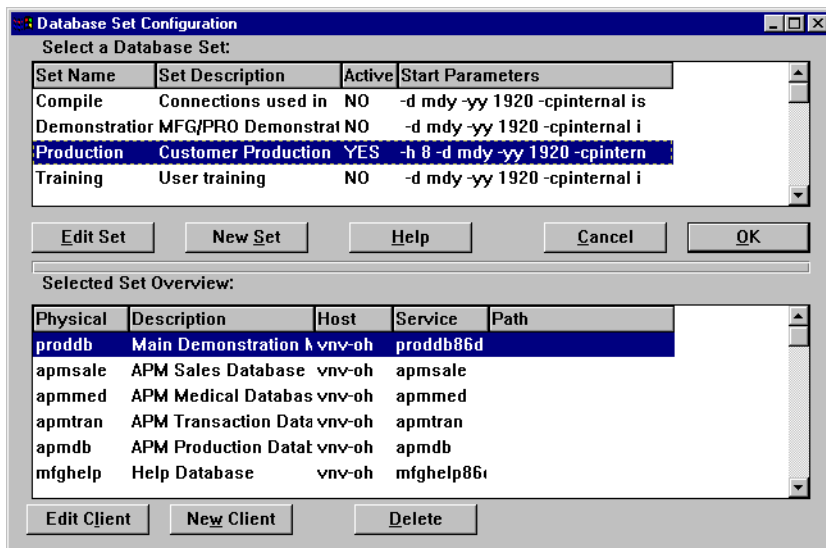 Database Set Configuration
Select a Database Set:
Set Name Set Description Active Start Parameters
Compile Connections used in NO -d mdy -yy 1920 -cpinternal is
Demonstration MFG/PRO Demonstrat NO -d mdy -yy 1920 -cpinternal i
Production Customer Production YES -h 8 -d mdy -yy 1920 -cpintern
Training User training NO -d mdy -yy 1920 -cpinternal i
Edit Set New Set Help Cancel OK
Selected Set Overview:
Physical Description Host Service Path
proddb Main Demonstration M vnv-oh proddb86d
apmsale APM Sales Database vnv-oh apmsale
apmmed APM Medical Databas vnv-oh apmmed
apmtran APM Transaction Data vnv-oh apmtran
apmdb APM Production Datab vnv-oh apmdb
mfghelp Help Database vnv-oh mfghelp86
Edit Client New Client Delete